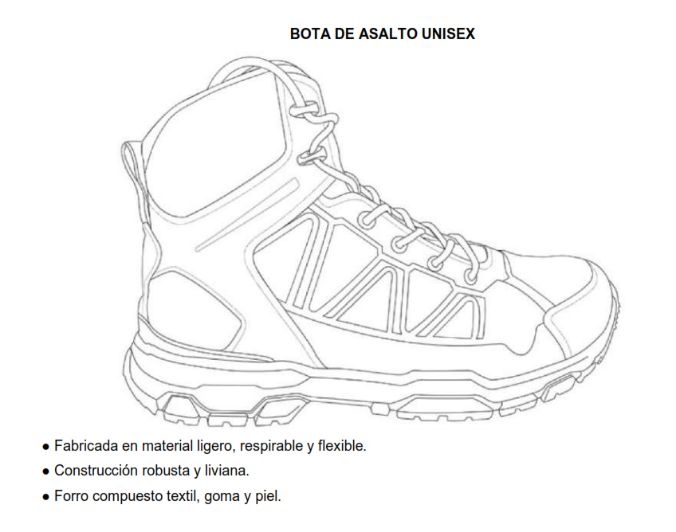 BOTA DE ASALTO UNISEX
● Fabricada en material ligero, respirable y flexible.
● Construcción robusta y liviana.
● Forro compuesto textil, goma y piel.